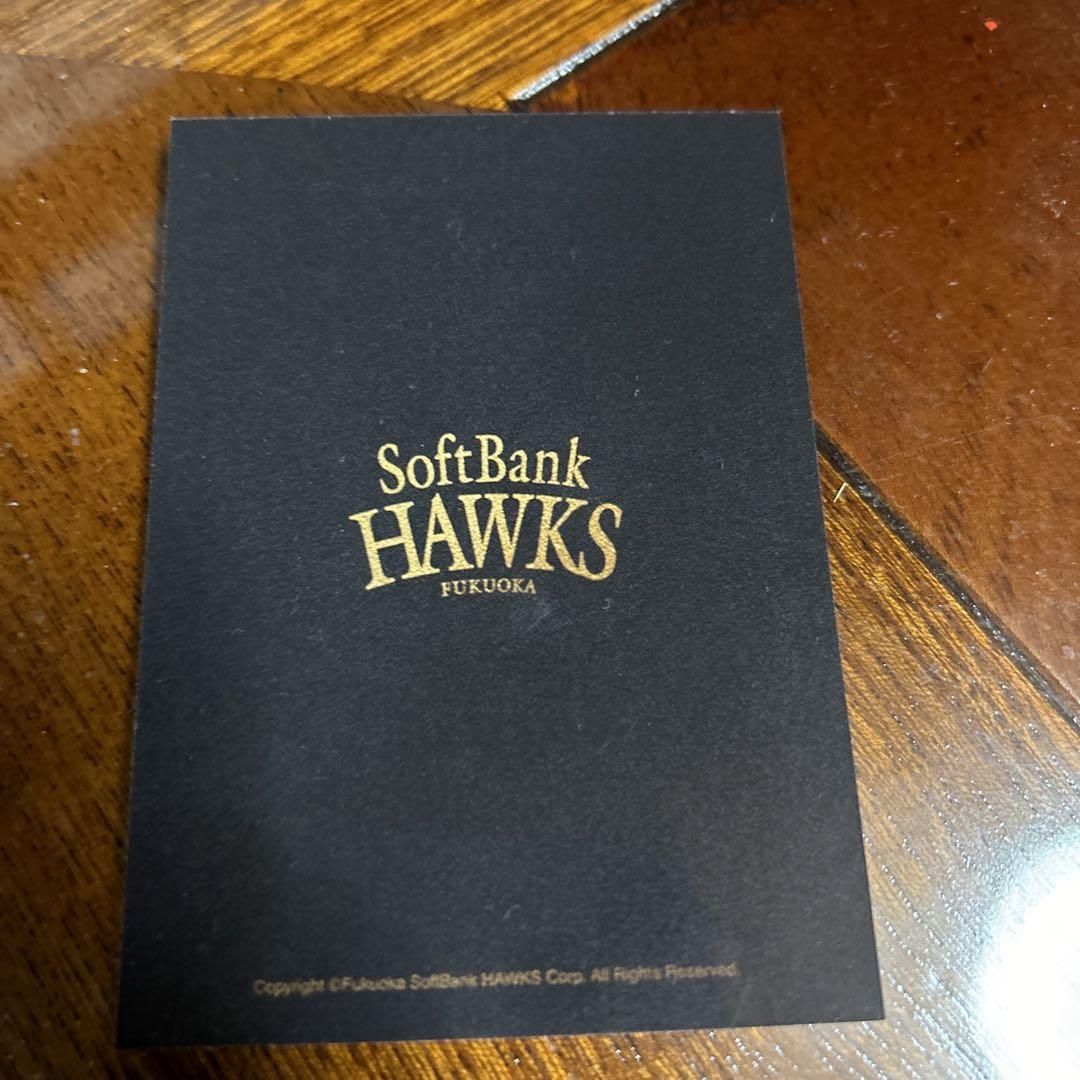 SoftBank
HAWKS
FUKUOKA
Copyright ©Fukuoka SoftBank HAWKS Corp. All Rights Reserved.